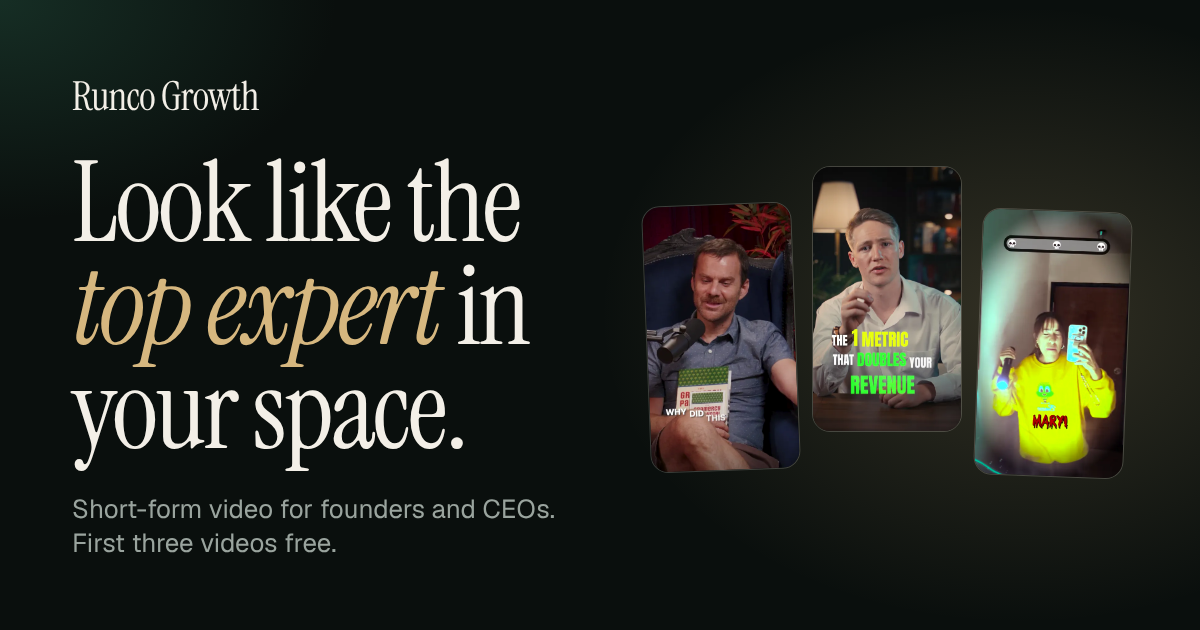 Runco Growth
Look like the
top expert in
your space.
Short-form video for founders and CEOs.
First three videos free.
WHY DID THIS
THE 1 METRIC
THAT DOUBLES YOUR
REVENUE
MARY!